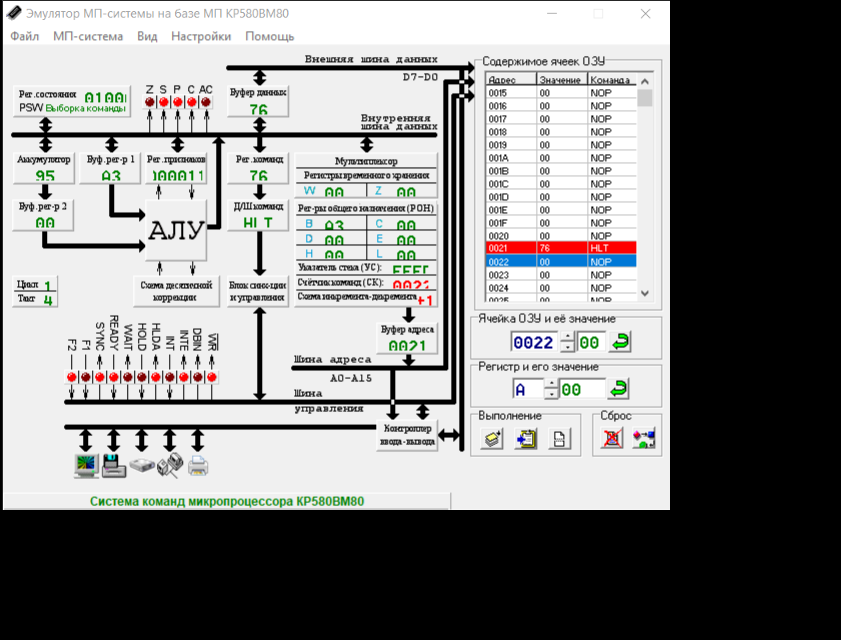 Эмулятор МП-системы на базе МП КР580ВМ80
Файл МП-система Вид Настройки Помощь
Внешняя шина данных
D7-D0
Рег.состояния
PSW Выборка команды
Z S P C AC
Буфер данных
76
Внутренняя
шина данных
Аккумулятор
95
Буф.рег-р 1
A3
Рег.признаков
Рег.команд
76
Мультиплексор
Регистры временного хранения
W 00 Z 00
Буф.рег-р 2
00
АЛУ
Д/Ш команд
HLT
Рег-ры общего назначения (РОН)
B A3 C 00
D 00 E 00
H 00 L 00
Указатель стека (УС):
Счётчик команд (СК):
Схема инкремента-декремента +1
Цикл 1
Такт 4
Схема десятичной
коррекции
Блок синх-ции
и управления
Буфер адреса
0021
F2 F1 SYNC READY WAIT HOLD HLDA INT INTE DBIN WR
Шина адреса
A0-A15
Шина
управления
Контроллер
ввода-вывода
Система команд микропроцессора КР580ВМ80
Содержимое ячеек ОЗУ
Адрес Значение Команда
0015 00 NOP
0016 00 NOP
0017 00 NOP
0018 00 NOP
0019 00 NOP
001A 00 NOP
001B 00 NOP
001C 00 NOP
001D 00 NOP
001E 00 NOP
001F 00 NOP
0020 00 NOP
0021 76 HLT
0022 00 NOP
0023 00 NOP
0024 00 NOP
0025 00 NOP
Ячейка ОЗУ и её значение
0022 00
Регистр и его значение
A 00
Выполнение
Сброс